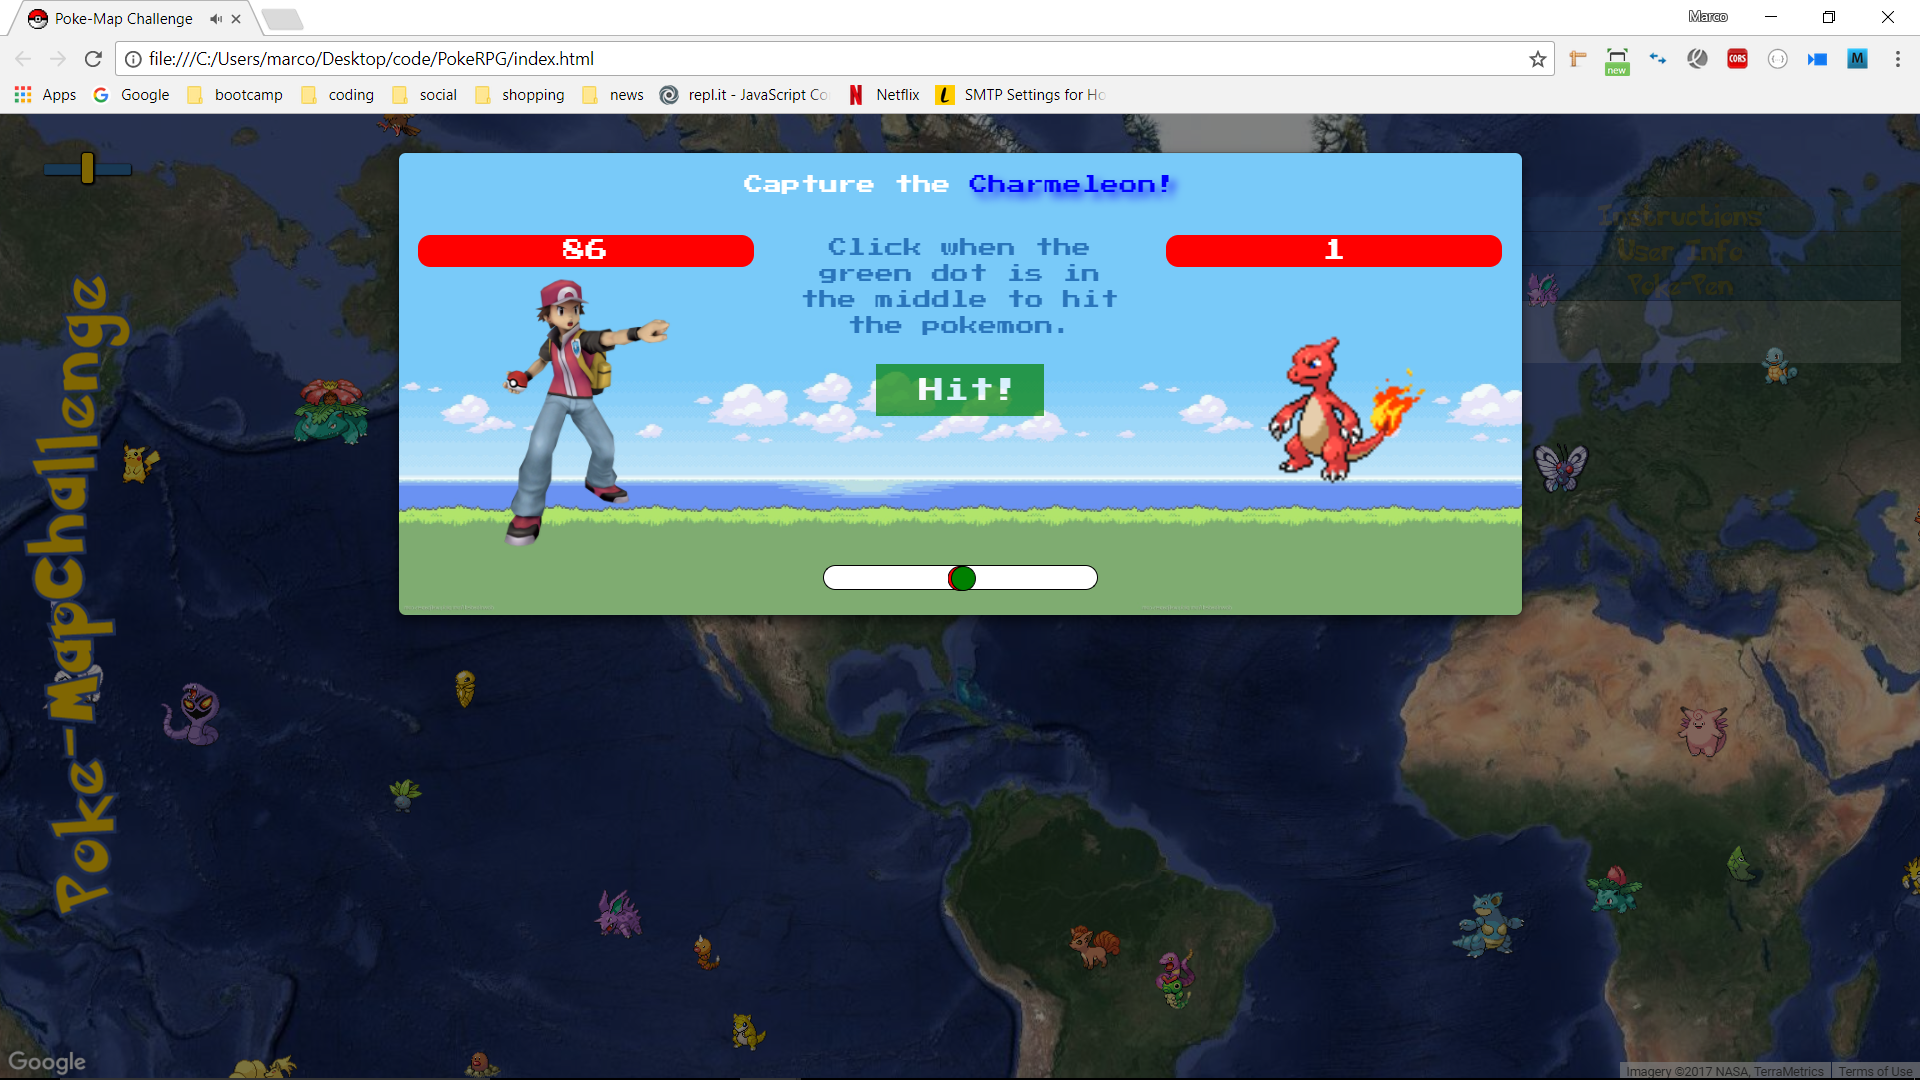 Poke-Map Challenge
Marco
file:///C:/Users/marco/Desktop/code/PokeRPG/index.html
new
CORS
M
Apps Google bootcamp coding social shopping news repl.it - JavaScript Co Netflix SMTP Settings for Ho
Capture the Charmeleon!
86
Click when the
green dot is in
the middle to hit
the pokemon.
1
Hit!
Instructions
User Info
Poke-Pen
Poke-MapChallenge
Google
Imagery ©2017 NASA, TerraMetrics Terms of Use